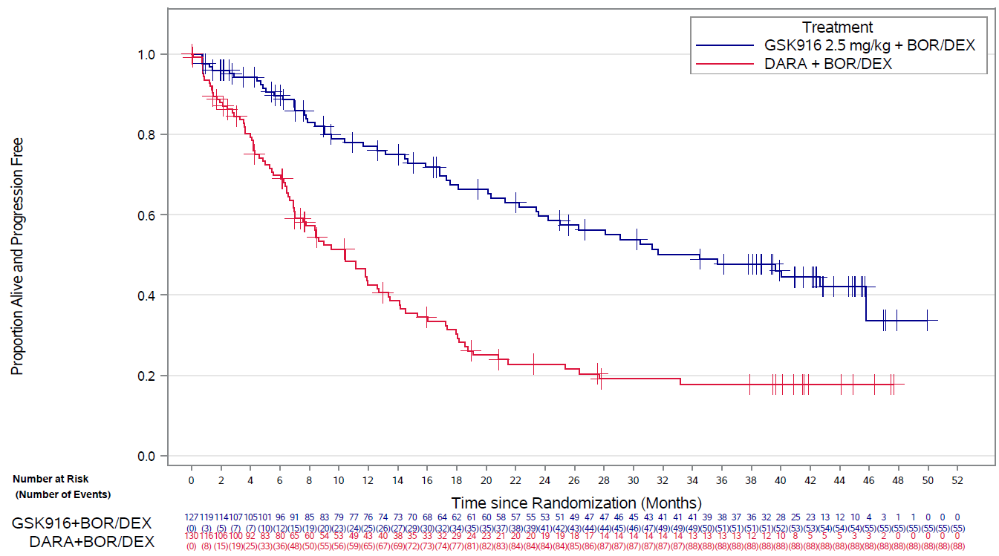 Treatment
GSK916 2.5 mg/kg + BOR/DEX
DARA + BOR/DEX
Proportion Alive and Progression Free
1.0
0.8
0.6
0.4
0.2
0.0
0 2 4 6 8 10 12 14 16 18 20 22 24 26 28 30 32 34 36 38 40 42 44 46 48 50 52
Time since Randomization (Months)
Number at Risk
(Number of Events)
GSK916+BOR/DEX
127 119 114 107 105 101 96 91 85 83 79 77 76 74 73 70 68 64 62 61 60 58 57 55 53 51 49 47 47 46 45 43 41 41 41 39 38 37 36 32 28 25 23 13 12 10 4 3 1 1 0 0 0
(0) (3) (5) (7) (7) (10) (12) (15) (19) (20) (23) (24) (25) (26) (27) (29) (30) (32) (34) (34) (35) (37) (38) (39) (41) (42) (43) (44) (44) (45) (46) (47) (49) (49) (49) (50) (51) (51) (51) (51) (52) (53) (53) (54) (54) (54) (55) (55) (55) (55) (55) (55) (55)
DARA+BOR/DEX
130 116 106 100 92 83 80 65 60 54 53 49 43 40 38 35 33 32 29 24 23 21 20 20 19 19 18 17 14 14 14 14 14 14 13 13 13 13 12 12 10 8 5 5 5 3 3 2 0 0 0 0 0
(0) (8) (15) (19) (25) (33) (36) (48) (50) (55) (56) (59) (65) (67) (69) (72) (73) (74) (77) (81) (82) (83) (84) (84) (84) (84) (85) (86) (87) (87) (87) (87) (87) (87) (88) (88) (88) (88) (88) (88) (88) (88) (88) (88) (88) (88) (88) (88) (88) (88) (88) (88) (88)